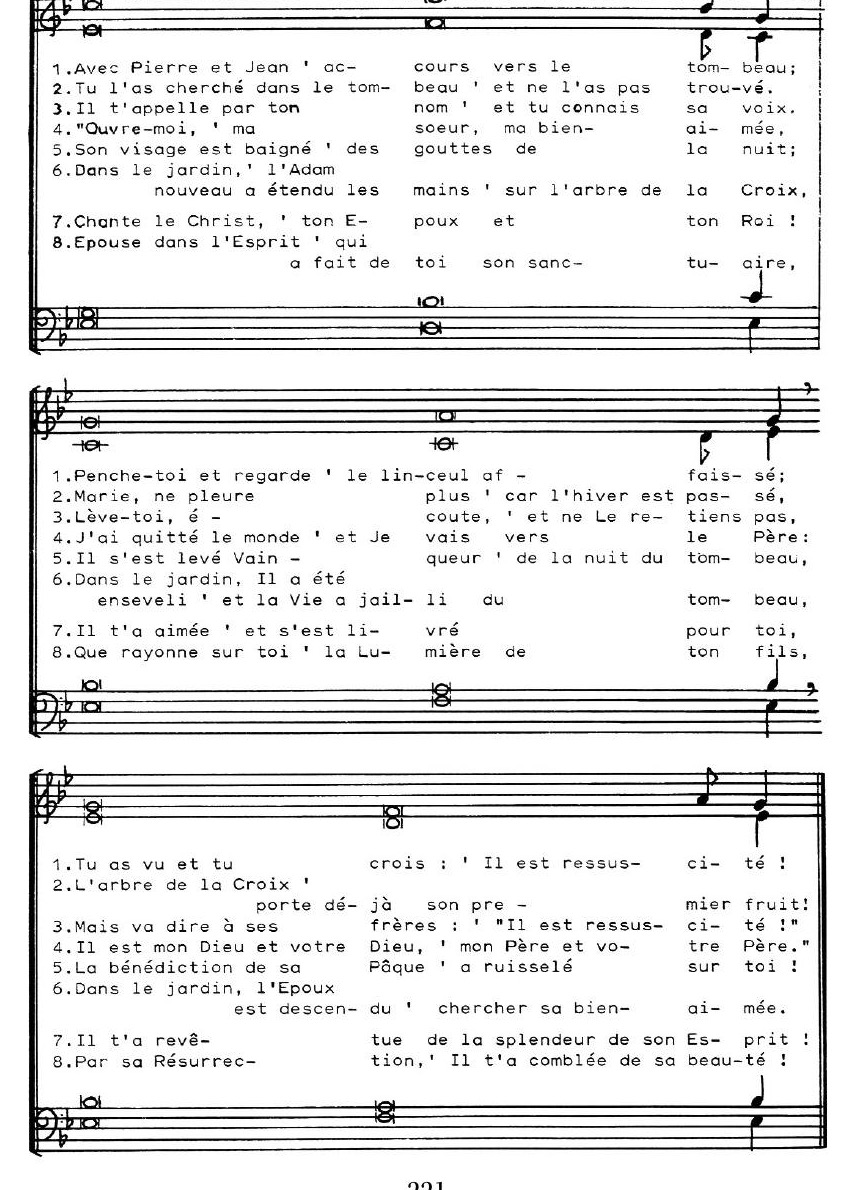 1.Avec Pierre et Jean ' ac- cours vers le tom- beau;
2.Tu l'as cherché dans le tom- beau ' et ne l'as pas trou-vé.
3.Il t'appelle par ton nom ' et tu connais sa voix.
4."Ouvre-moi, ' ma soeur, ma bien- ai- mée,
5.Son visage est baigné ' des gouttes de la nuit;
6.Dans le jardin,' l'Adam
nouveau a étendu les mains ' sur l'arbre de la Croix,
7.Chante le Christ, ' ton E- poux et ton Roi !
8.Epouse dans l'Esprit ' qui
a fait de toi son sanc- tu- aire,
1.Penche-toi et regarde ' le lin-ceul af - fais- sé;
2.Marie, ne pleure plus ' car l'hiver est pas- sé,
3.Lève-toi, é - coute, ' et ne Le re- tiens pas,
4.J'ai quitté le monde ' et Je vais vers le Père:
5.Il s'est levé Vain - queur ' de la nuit du tom- beau,
6.Dans le jardin, Il a été
enseveli ' et la Vie a jail- li du tom- beau,
7.Il t'a aimée ' et s'est li- vré pour toi,
8.Que rayonne sur toi ' la Lu- mière de ton fils,
1.Tu as vu et tu crois : ' Il est ressus- ci- té !
2.L'arbre de la Croix '
porte dé- jà son pre - mier fruit!
3.Mais va dire à ses frères : ' "Il est ressus- ci- té !"
4.Il est mon Dieu et votre Dieu, ' mon Père et vo- tre Père."
5.La bénédiction de sa Pâque ' a ruisselé sur toi !
6.Dans le jardin, l'Epoux
est descen- du ' chercher sa bien- ai- mée.
7.Il t'a revê- tue de la splendeur de son Es- prit !
8.Par sa Résurrec- tion,' Il t'a comblée de sa beau-té !